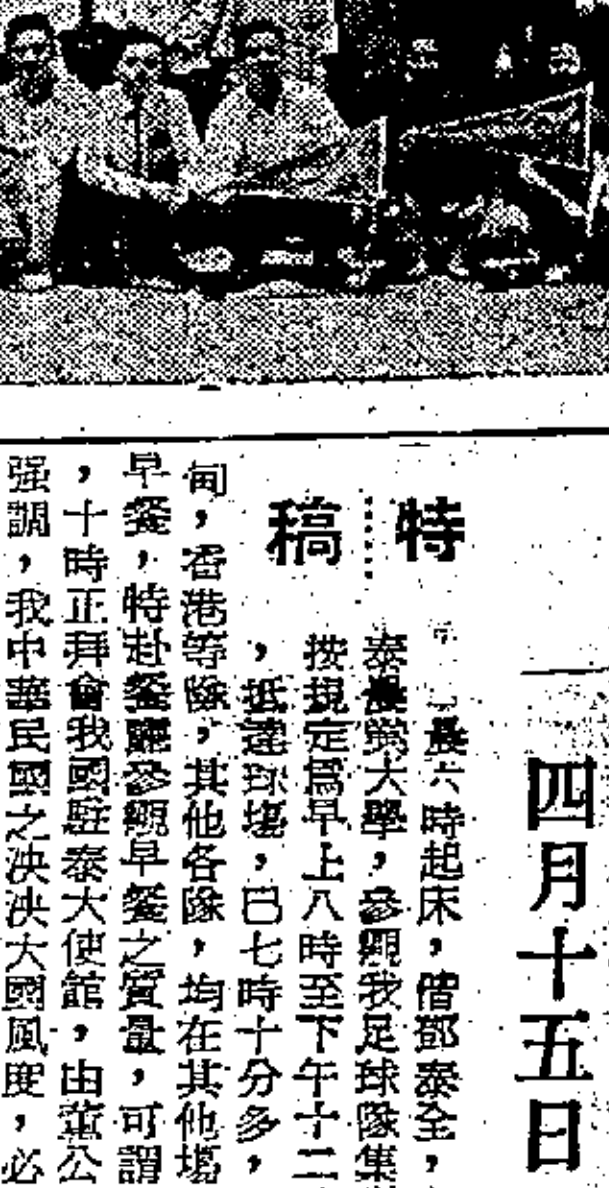 特稿
四月十五日
晨六時起床，偕鄧泰全，
泰農業大學，參觀我足球隊集
按規定爲早上八時至下午十二
，抵達球場，已七時十分多，
甸，香港等隊，其他各隊，均在其他場
早餐，特赴餐廳參觀早餐之質量，可謂
，十時正拜會我國駐泰大使館，由董公
强調，我中華民國之泱泱大國風度，必